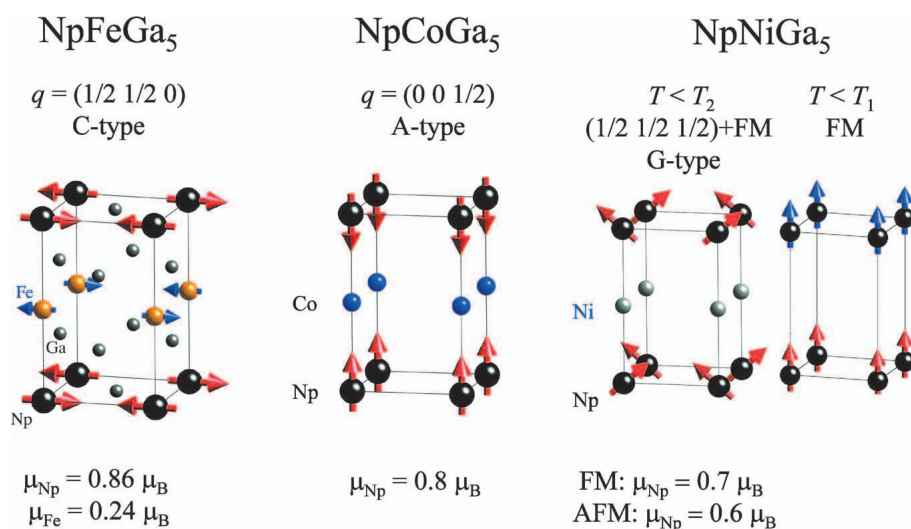 NpFeGa₅
q = (1/2 1/2 0)
C-type
Fe
Ga
Np
μNp = 0.86 μB
μFe = 0.24 μB
NpCoGa₅
q = (0 0 1/2)
A-type
Co
Np
μNp = 0.8 μB
NpNiGa₅
T < T₂
(1/2 1/2 1/2)+FM
G-type
T < T₁
FM
Ni
Np
FM: μNp = 0.7 μB
AFM: μNp = 0.6 μB